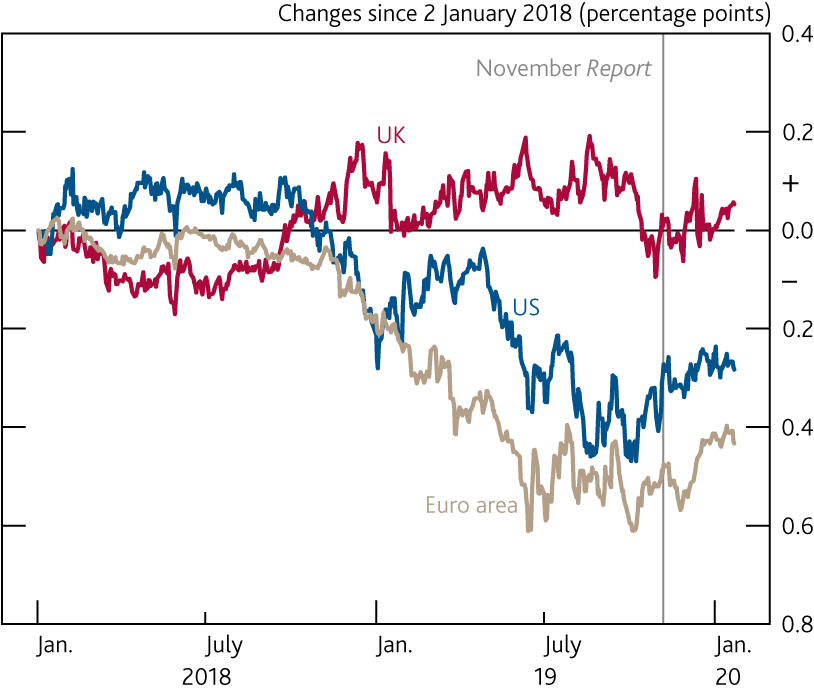 Changes since 2 January 2018 (percentage points)
0.4
November Report
UK
0.2
+
0.0
–
US
0.2
0.4
Euro area
0.6
0.8
Jan. July Jan. July Jan.
2018 19 20